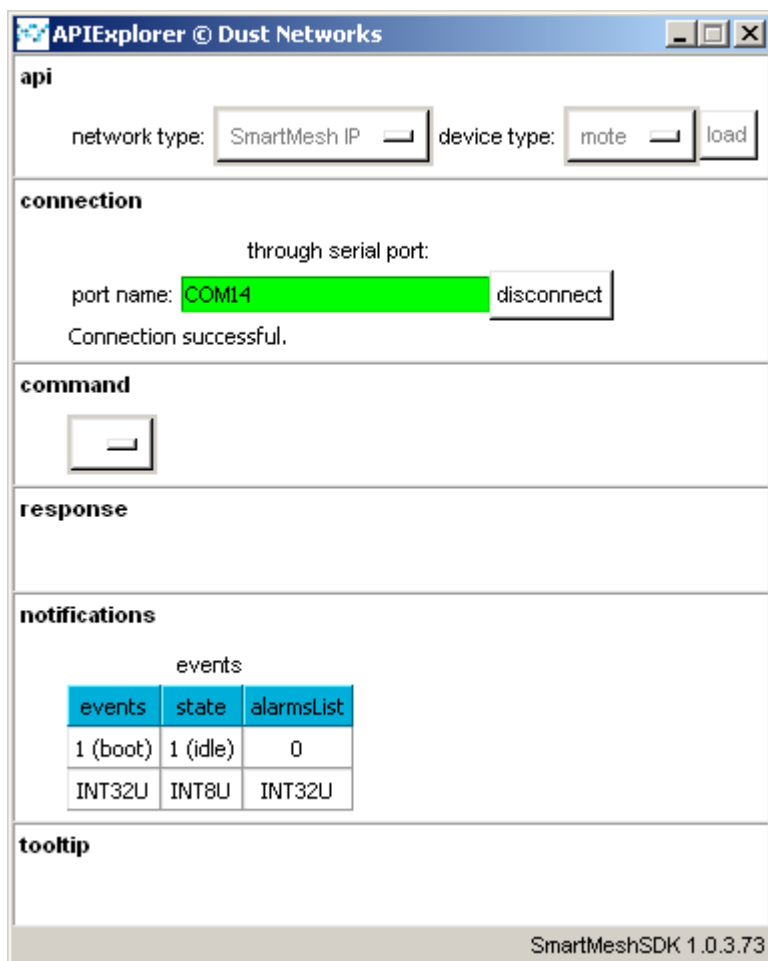 APIExplorer © Dust Networks
api
network type: SmartMesh IP device type: mote load
connection
through serial port:
port name: COM14 disconnect
Connection successful.
command
response
notifications
events
events state alarmsList
1 (boot) 1 (idle) 0
INT32U INT8U INT32U
tooltip
SmartMeshSDK 1.0.3.73